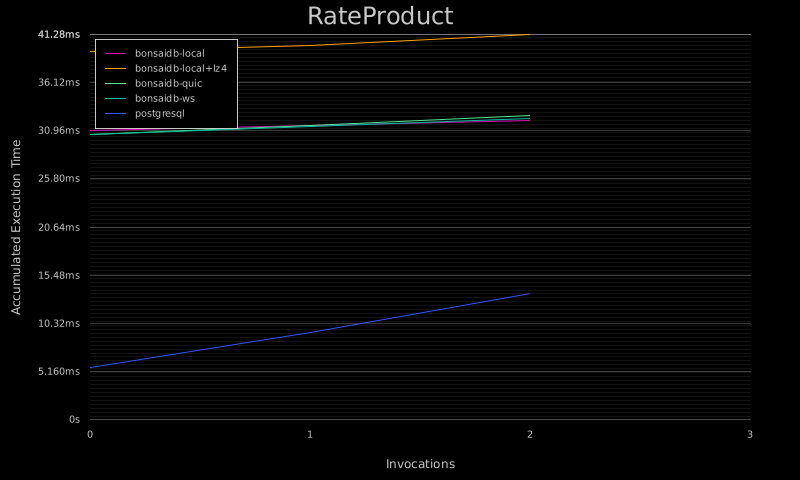 RateProduct
41.28ms
36.12ms
30.96ms
25.80ms
20.64ms
15.48ms
10.32ms
5.160ms
0s
bonsaidb-local
bonsaidb-local+lz4
bonsaidb-quic
bonsaidb-ws
postgresql
Accumulated Execution Time
0 1 2 3
Invocations